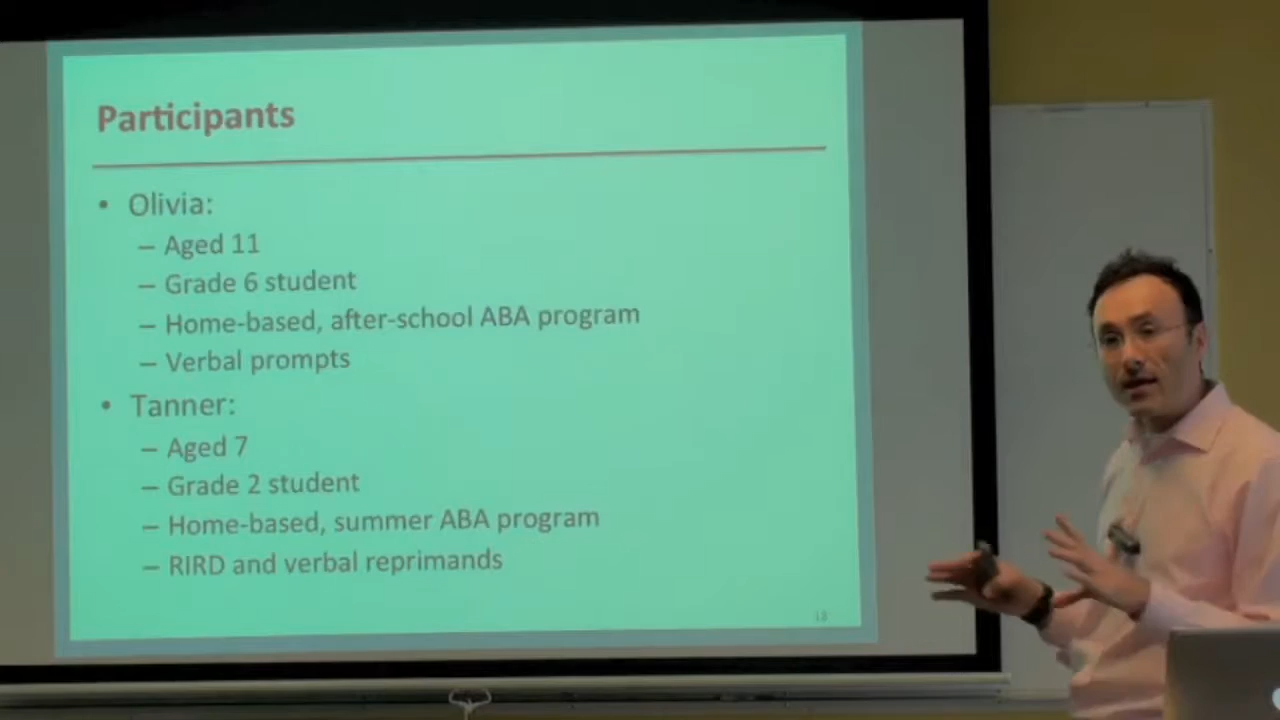 Participants
• Olivia:
– Aged 11
– Grade 6 student
– Home-based, after-school ABA program
– Verbal prompts
• Tanner:
– Aged 7
– Grade 2 student
– Home-based, summer ABA program
– RIRD and verbal reprimands